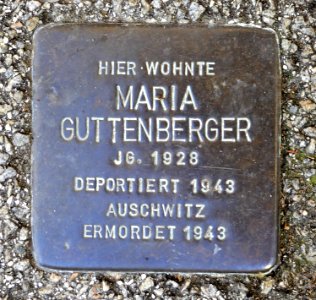 HIER WOHNTE
MARIA
GUTTENBERGER
JG. 1928
DEPORTIERT 1943
AUSCHWITZ
ERMORDET 1943